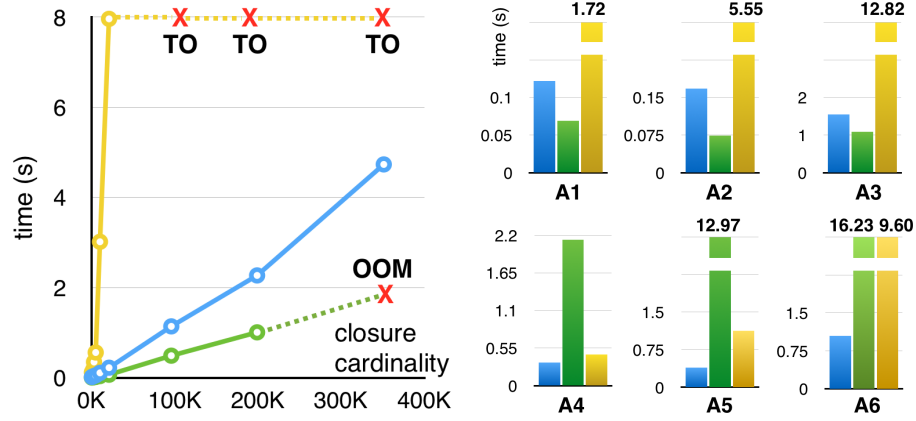 8
X X X
TO TO TO
6
time (s)
4
2
OOM
X
closure
cardinality
0
0K 100K 200K 300K 400K
time (s)
1.72
0.1
0.05
0
A1
5.55
0.15
0.075
0
A2
12.82
2
1
0
A3
2.2
1.65
1.1
0.55
0
A4
12.97
1.5
0.75
0
A5
16.23 9.60
1.5
0.75
0
A6